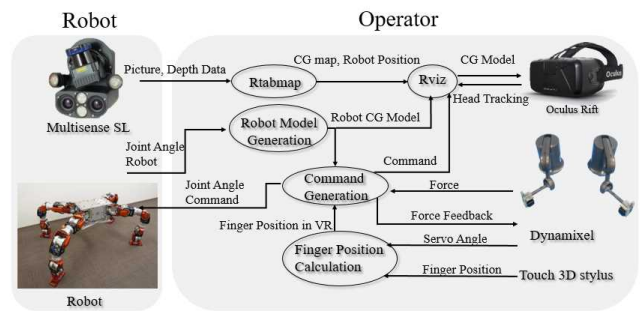 Robot
Operator
Picture, Depth Data
Rtabmap
CG map, Robot Position
Rviz
CG Model
Head Tracking
Oculus
Oculus Rift
Multisense SL
Joint Angle
Robot
Robot Model
Generation
Robot CG Model
Command
Joint Angle
Command
Command
Generation
Force
Force Feedback
Finger Position in VR
Servo Angle
Dynamixel
Finger Position
Calculation
Finger Position
Touch 3D stylus
Robot